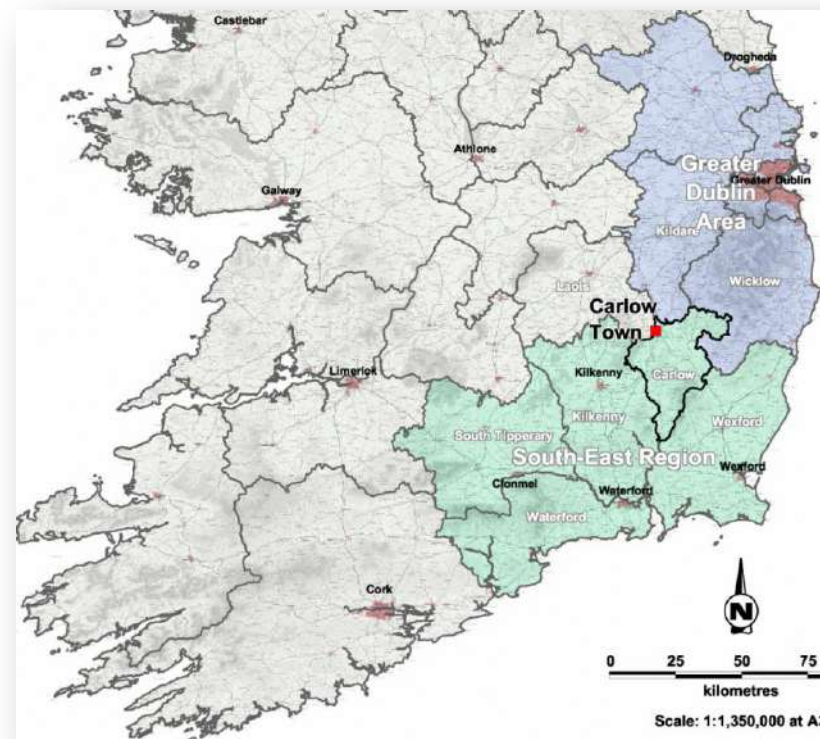 Castlebar
Drogheda
Athlone
Greater
Dublin
Area
Greater Dublin
Galway
Kildare
Wicklow
Laois
Carlow
Town
Limerick
Kilkenny
Carlow
Kilkenny
Wexford
South Tipperary
South-East Region
Wexford
Clonmel
Waterford
Waterford
Cork
N
0 25 50 75
kilometres
Scale: 1:1,350,000 at A3